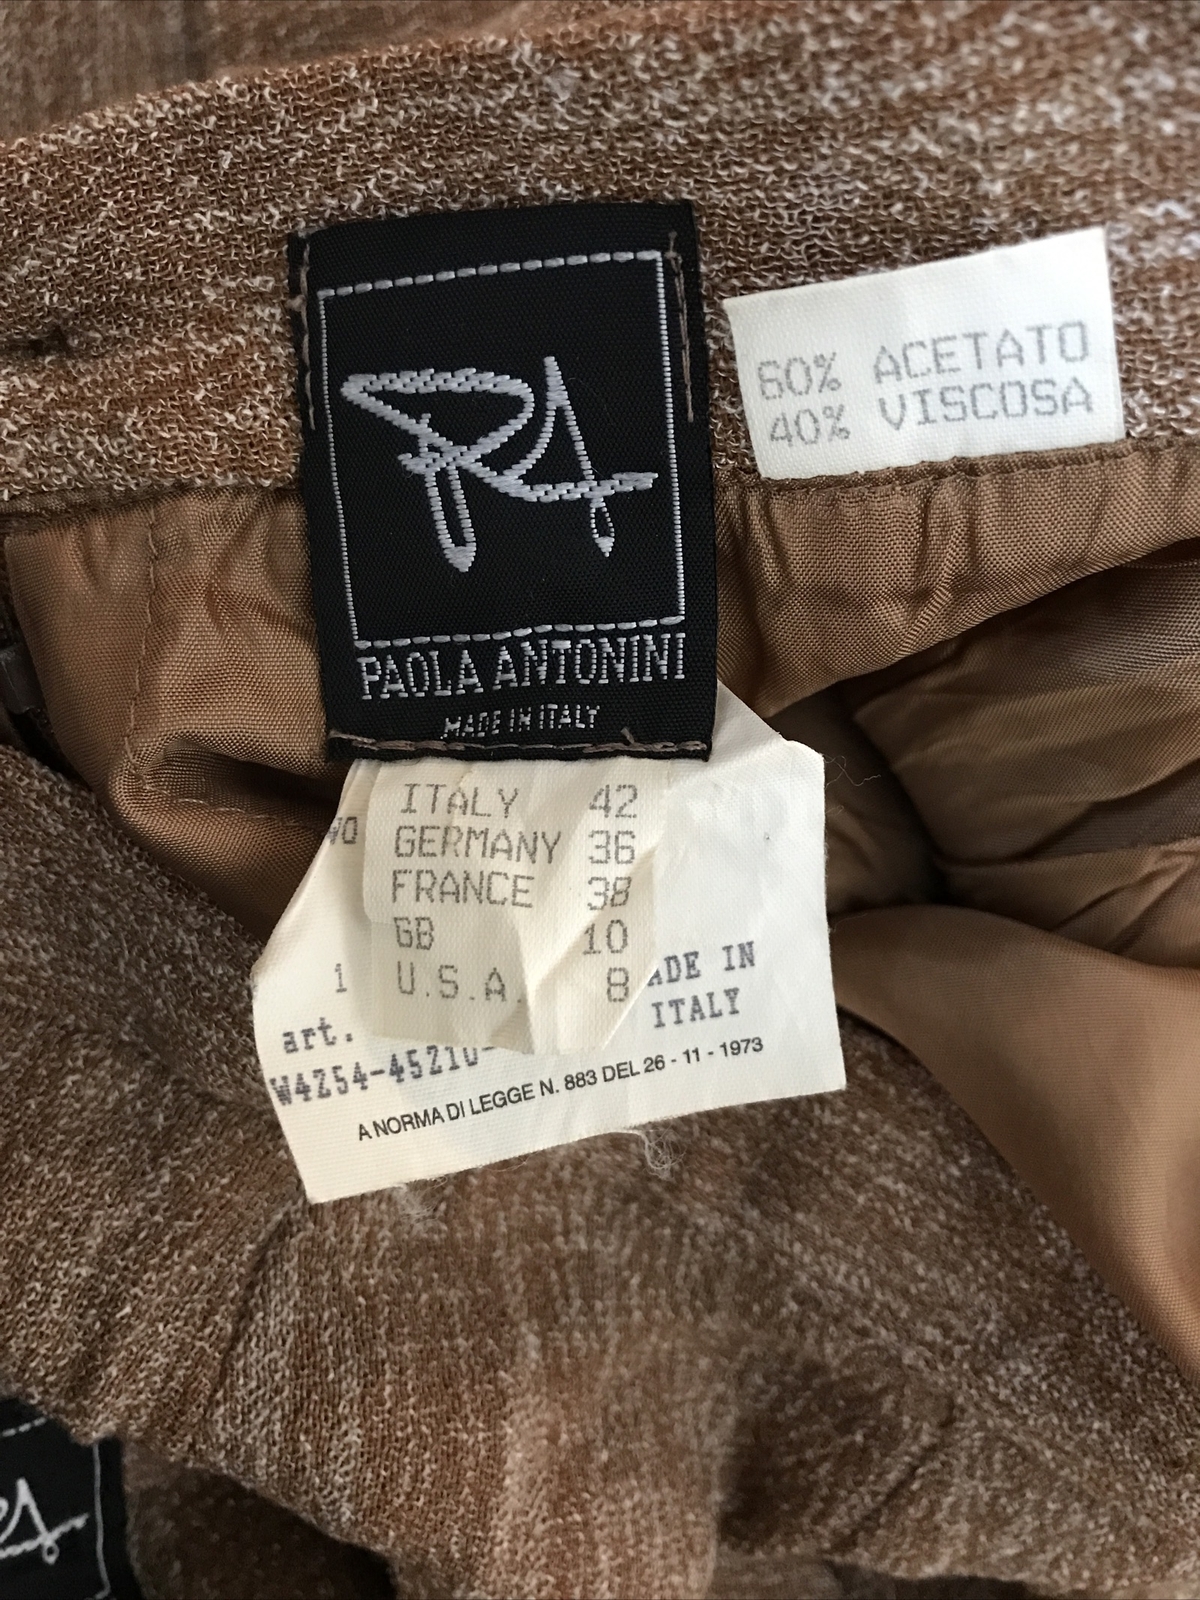 PAOLA ANTONINI
MADE IN ITALY
60% ACETATO
40% VISCOSA
ITALY 42
GERMANY 36
FRANCE 38
GB 10
U.S.A. 8
1
ADE IN
ITALY
art.
W4254-45210-
A NORMA DI LEGGE N. 883 DEL 26 - 11 - 1973